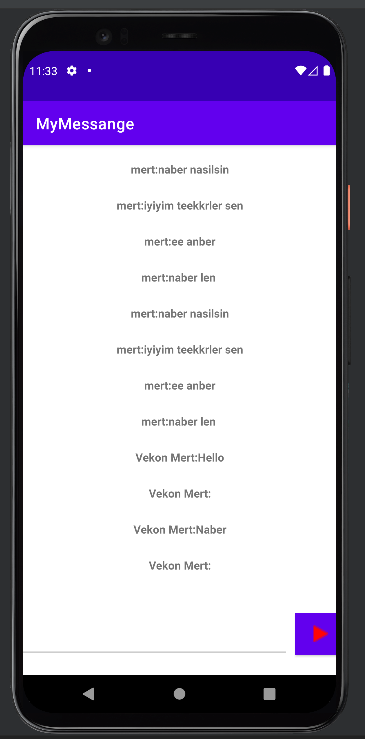 11:33
MyMessange
mert:naber nasilsin
mert:iyiyim teekkrler sen
mert:ee anber
mert:naber len
mert:naber nasilsin
mert:iyiyim teekkrler sen
mert:ee anber
mert:naber len
Vekon Mert:Hello
Vekon Mert:
Vekon Mert:Naber
Vekon Mert: